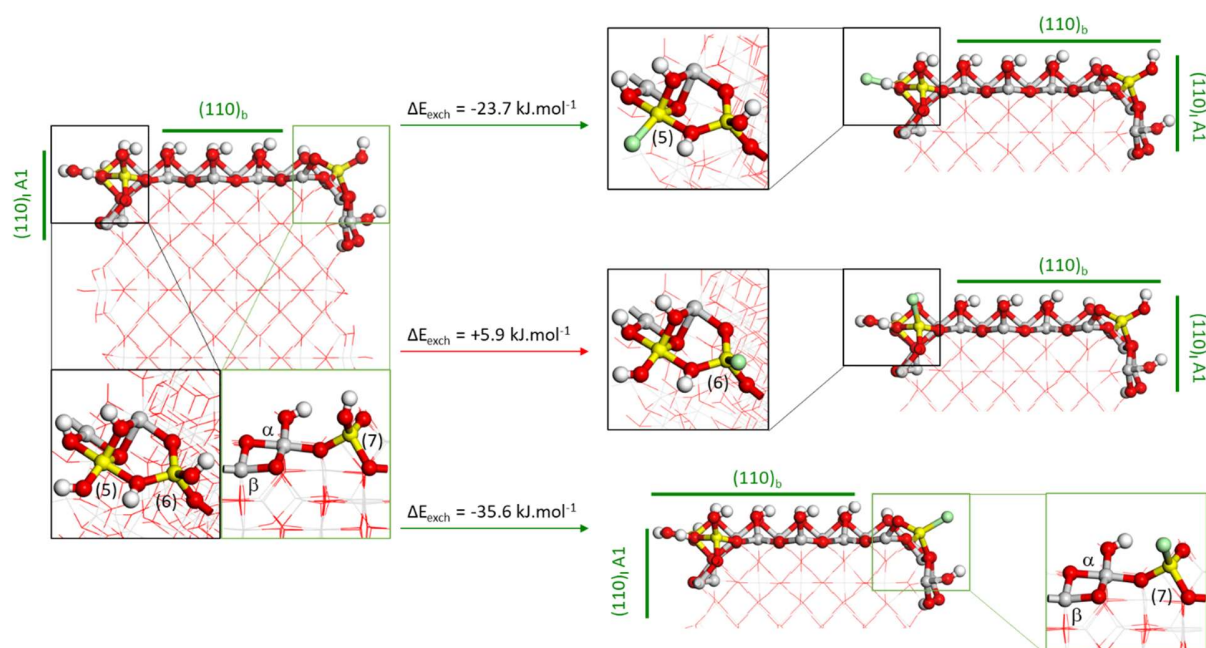 (110)b
(110)l A1
(5)
(6)
α
β
(7)
ΔEexch = -23.7 kJ.mol-1
(5)
(110)b
(110)l A1
ΔEexch = +5.9 kJ.mol-1
(6)
(110)b
(110)l A1
ΔEexch = -35.6 kJ.mol-1
(110)b
(110)l A1
α
β
(7)